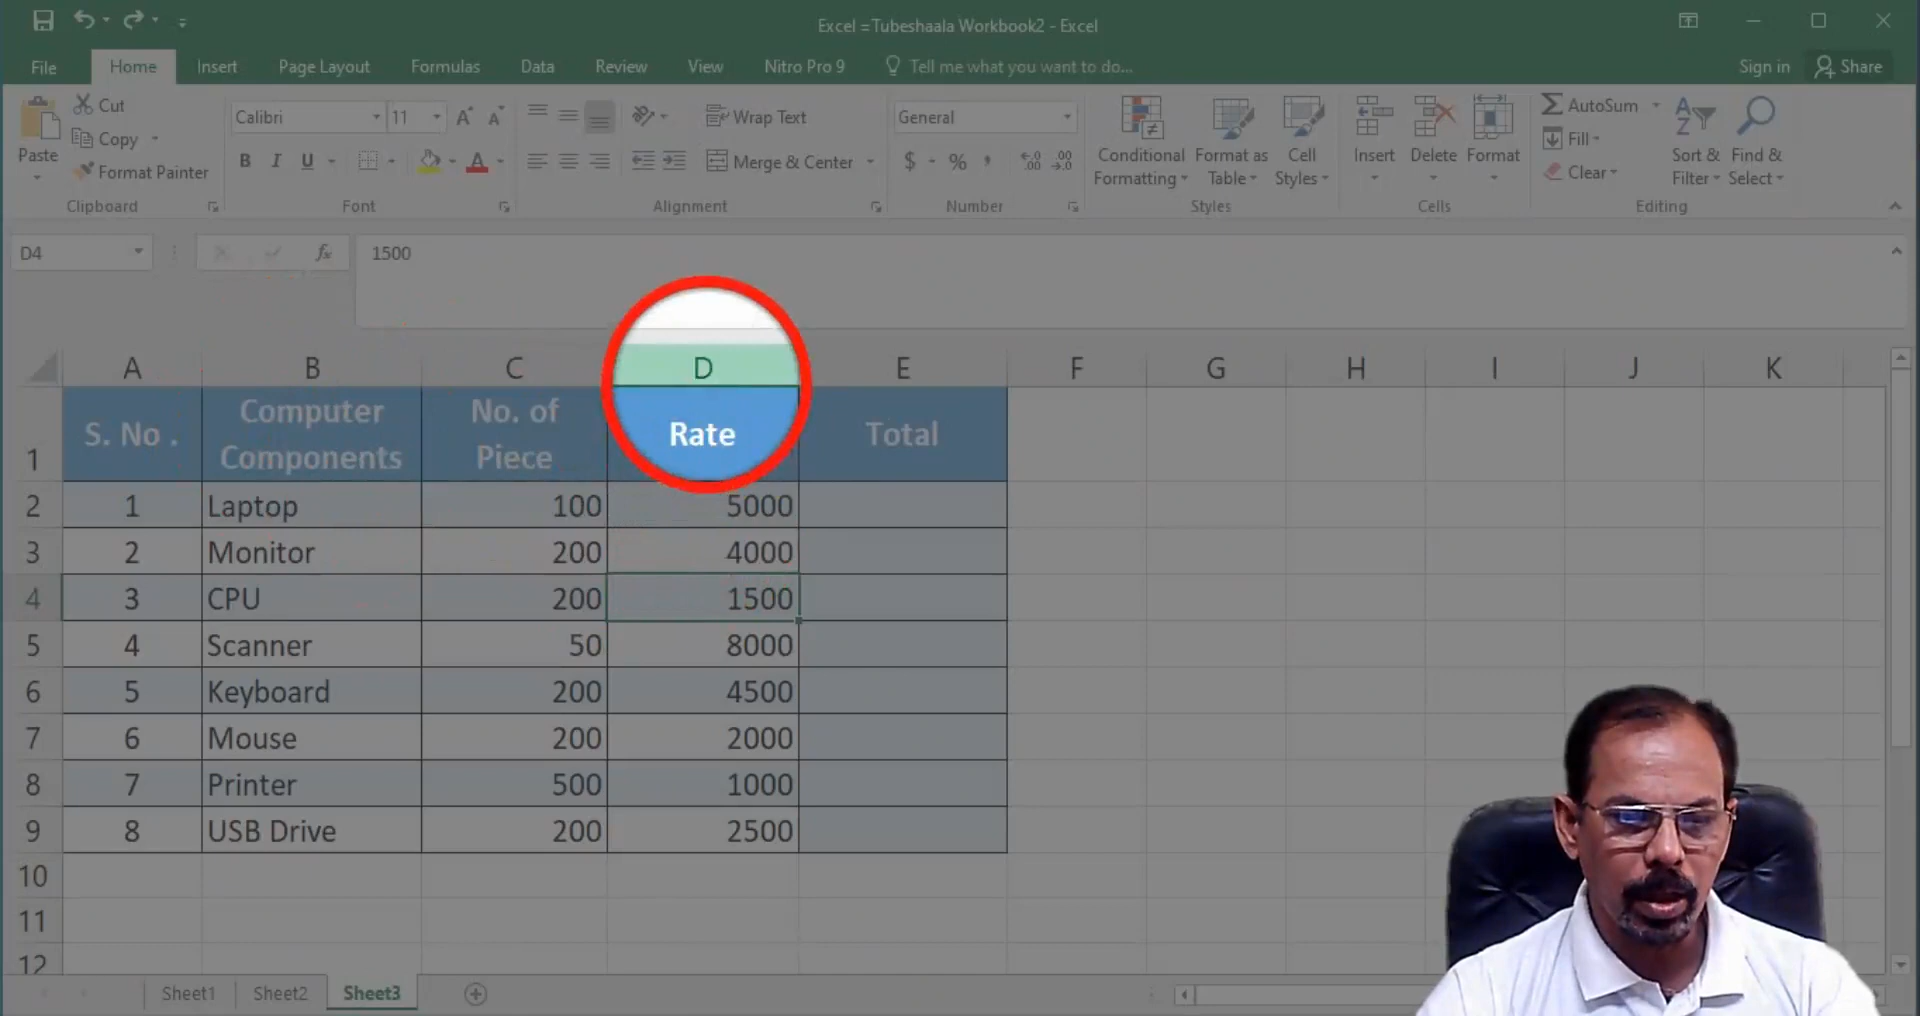 Excel =Tubeshaala Workbook2 - Excel
File Home Insert Page Layout Formulas Data Review View Nitro Pro 9 Tell me what you want to do... Sign in Share
Cut
Copy
Format Painter
Paste
Clipboard
Calibri 11
B I U A
Font
Wrap Text
Merge & Center
Alignment
General
$ % ,
Number
Conditional Formatting
Format as Table
Cell Styles
Styles
Insert
Delete
Format
Cells
AutoSum
Fill
Clear
Sort & Filter
Find & Select
Editing
D4 fx 1500
A B C D E F G H I J K
1 S. No . Computer Components No. of Piece Rate Total
2 1 Laptop 100 5000
3 2 Monitor 200 4000
4 3 CPU 200 1500
5 4 Scanner 50 8000
6 5 Keyboard 200 4500
7 6 Mouse 200 2000
8 7 Printer 500 1000
9 8 USB Drive 200 2500
10
11
12
Sheet1 Sheet2 Sheet3